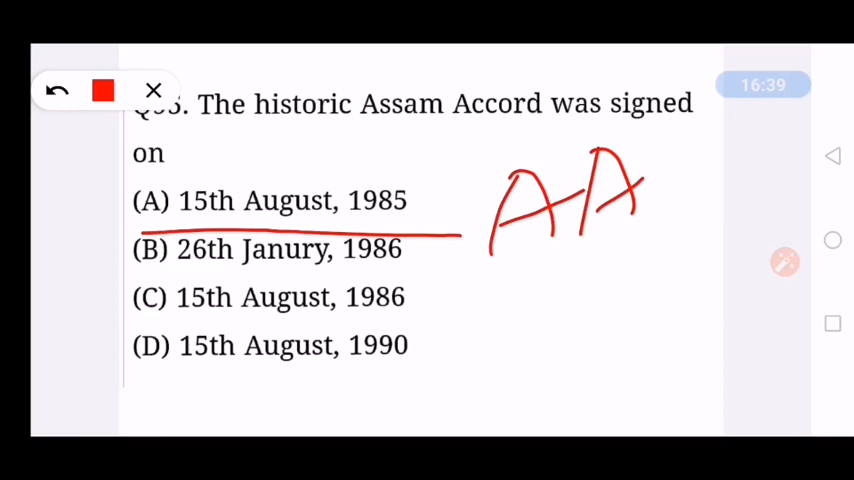 16:39
The historic Assam Accord was signed
on
(A) 15th August, 1985
AA
(B) 26th Janury, 1986
(C) 15th August, 1986
(D) 15th August, 1990